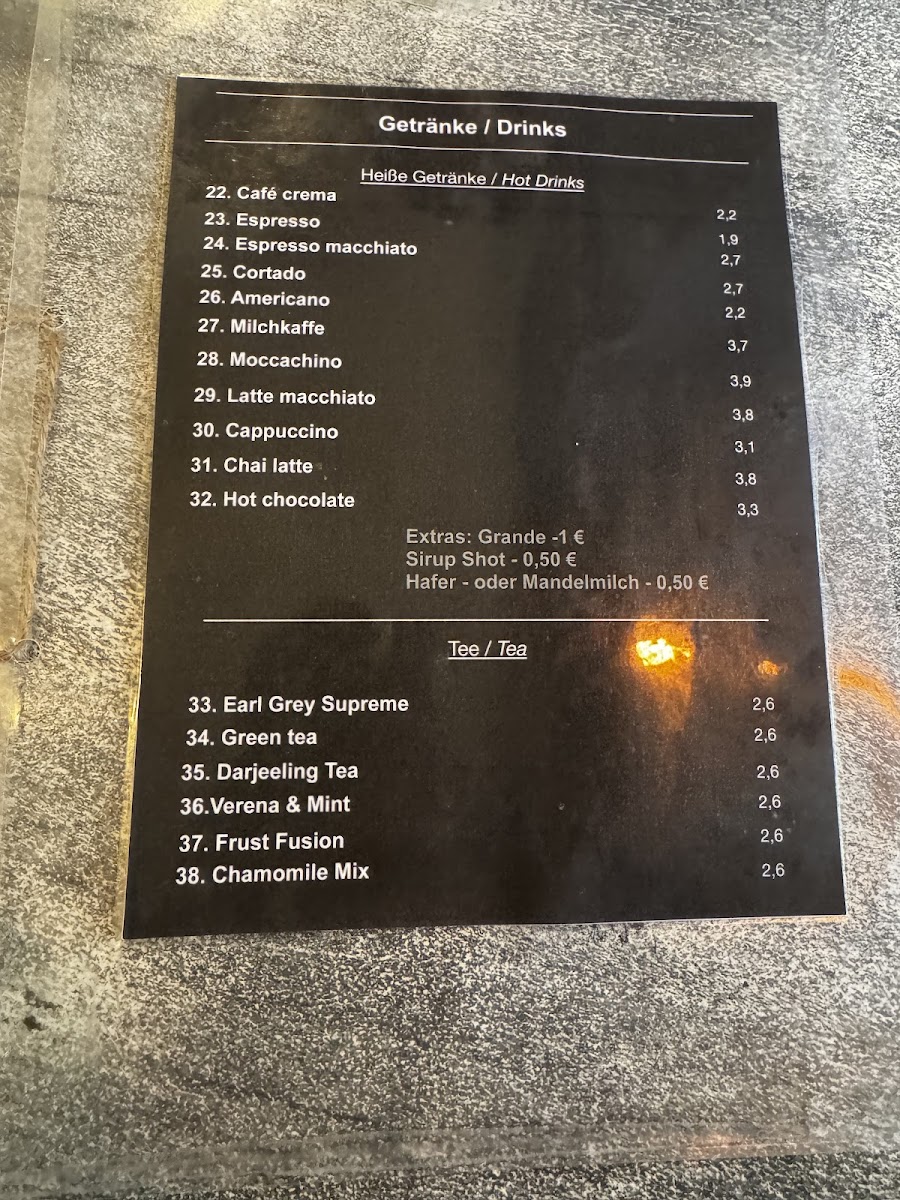 Getränke / Drinks
Heiße Getränke / Hot Drinks
22. Café crema 2,2
23. Espresso 1,9
24. Espresso macchiato 2,7
25. Cortado 2,7
26. Americano 2,2
27. Milchkaffe 3,7
28. Moccachino 3,9
29. Latte macchiato 3,8
30. Cappuccino 3,1
31. Chai latte 3,8
32. Hot chocolate 3,3
Extras: Grande -1 €
Sirup Shot - 0,50 €
Hafer - oder Mandelmilch - 0,50 €
Tee / Tea
33. Earl Grey Supreme 2,6
34. Green tea 2,6
35. Darjeeling Tea 2,6
36.Verena & Mint 2,6
37. Frust Fusion 2,6
38. Chamomile Mix 2,6